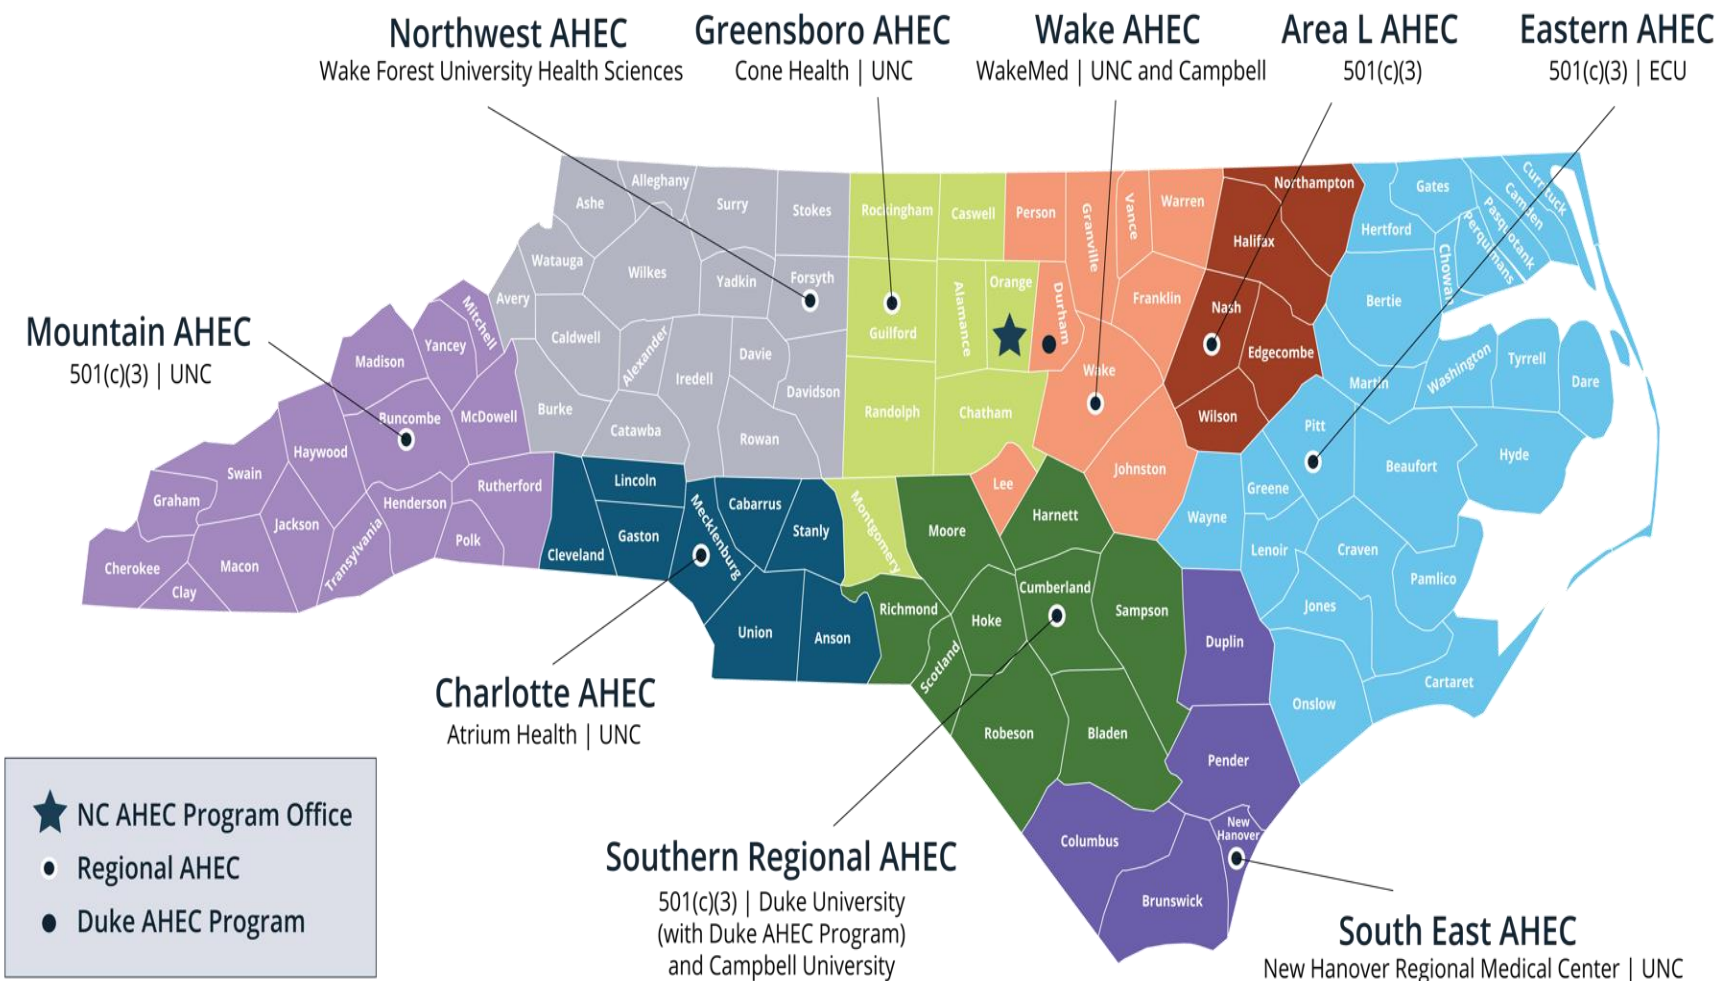 Northwest AHEC
Wake Forest University Health Sciences
Greensboro AHEC
Cone Health | UNC
Wake AHEC
WakeMed | UNC and Campbell
Area L AHEC
501(c)(3)
Eastern AHEC
501(c)(3) | ECU
Mountain AHEC
501(c)(3) | UNC
Ashe
Alleghany
Surry
Stokes
Rockingham
Caswell
Person
Granville
Vance
Warren
Northampton
Gates
Currituck
Camden
Pasquotank
Perquimans
Chowan
Hertford
Halifax
Watauga
Wilkes
Yadkin
Forsyth
Guilford
Alamance
Orange
Durham
Franklin
Nash
Bertie
Avery
Mitchell
Yancey
Madison
Caldwell
Alexander
Iredell
Davie
Davidson
Edgecombe
Martin
Washington
Tyrrell
Dare
Wake
Buncombe
McDowell
Burke
Catawba
Rowan
Randolph
Chatham
Wilson
Pitt
Beaufort
Hyde
Haywood
Swain
Graham
Jackson
Henderson
Rutherford
Polk
Transylvania
Macon
Cherokee
Clay
Lincoln
Gaston
Cleveland
Mecklenburg
Cabarrus
Stanly
Montgomery
Moore
Lee
Harnett
Johnston
Wayne
Greene
Lenoir
Craven
Pamlico
Jones
Union
Anson
Richmond
Scotland
Hoke
Cumberland
Sampson
Duplin
Onslow
Cartaret
Robeson
Bladen
Pender
Columbus
Brunswick
New
Hanover
Charlotte AHEC
Atrium Health | UNC
Southern Regional AHEC
501(c)(3) | Duke University
(with Duke AHEC Program)
and Campbell University
South East AHEC
New Hanover Regional Medical Center | UNC
NC AHEC Program Office
Regional AHEC
Duke AHEC Program